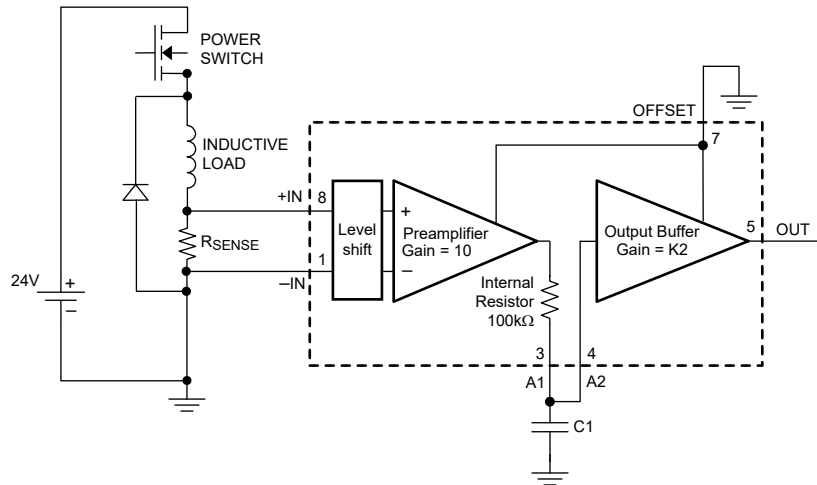 POWER
SWITCH
OFFSET
7
INDUCTIVE
LOAD
+IN
8
Level
shift
+
Preamplifier
Gain = 10
−
Output Buffer
Gain = K2
5
OUT
RSENSE
1
–IN
24V
+
−
Internal
Resistor
100kΩ
3
4
A1
A2
C1